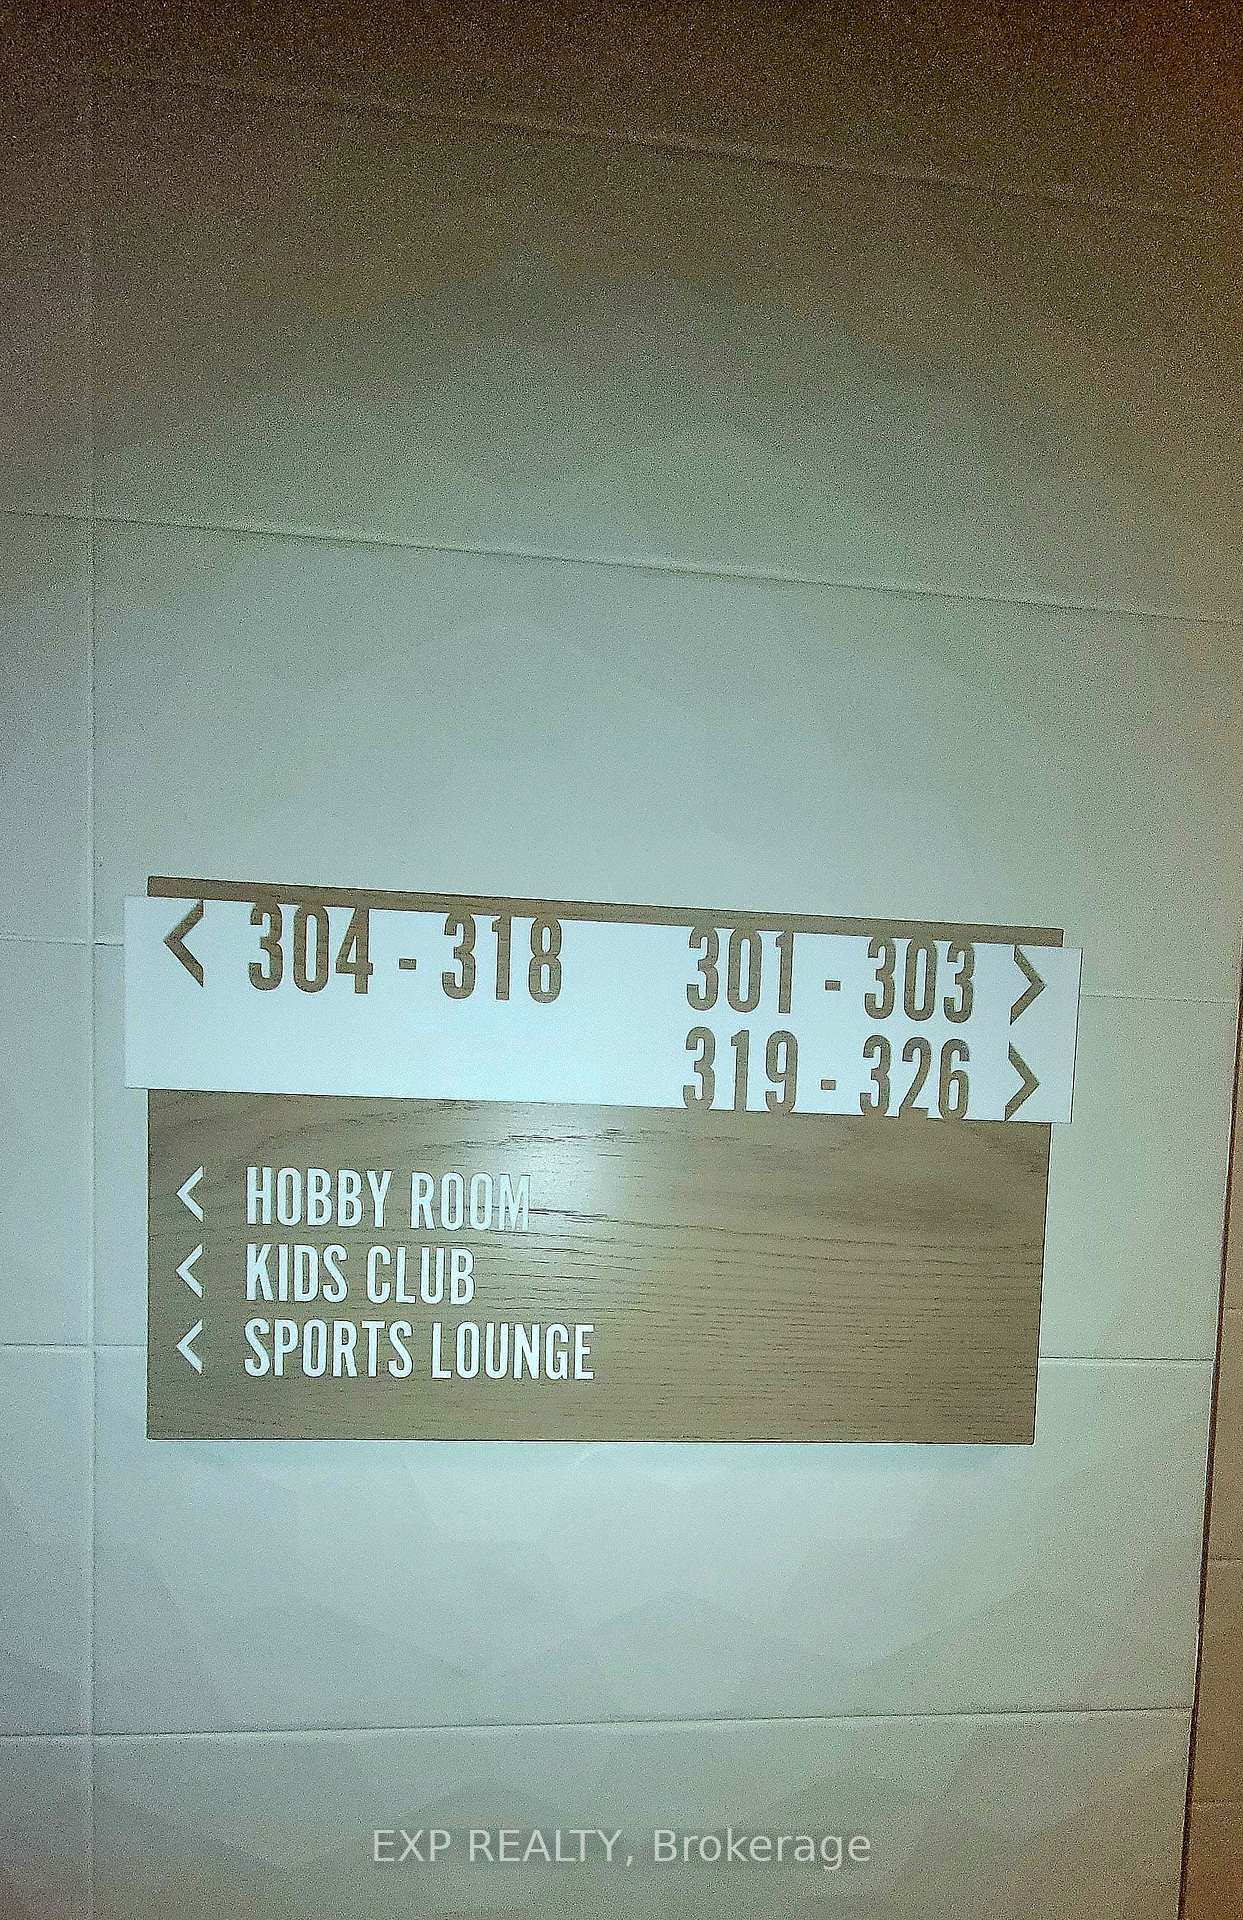 < 304 - 318 301 - 303 >
319 - 326 >
< HOBBY ROOM
< KIDS CLUB
< SPORTS LOUNGE
EXP REALTY, Brokerage